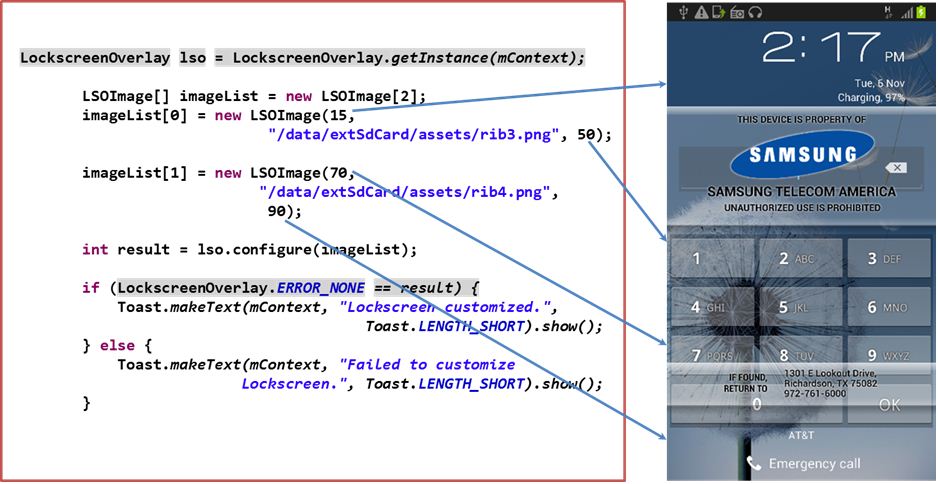 LockscreenOverlay lso = LockscreenOverlay.getInstance(mContext);
LSOImage[] imageList = new LSOImage[2];
imageList[0] = new LSOImage(15,
"/data/extSdCard/assets/rib3.png", 50);
imageList[1] = new LSOImage(70,
"/data/extSdCard/assets/rib4.png",
90);
int result = lso.configure(imageList);
if (LockscreenOverlay.ERROR_NONE == result) {
Toast.makeText(mContext, "Lockscreen customized.",
Toast.LENGTH_SHORT).show();
} else {
Toast.makeText(mContext, "Failed to customize
Lockscreen.", Toast.LENGTH_SHORT).show();
}
H
2:17 PM
Tue, 6 Nov
Charging, 97%
THIS DEVICE IS PROPERTY OF
SAMSUNG
SAMSUNG TELECOM AMERICA
UNAUTHORIZED USE IS PROHIBITED
1 2 ABC 3 DEF
4 GHI 5 JKL 6 MNO
7 PQRS 8 TUV 9 WXYZ
IF FOUND,
RETURN TO
1301 E Lookout Drive,
Richardson, TX 75082
972-761-6000
0 OK
AT&T
Emergency call